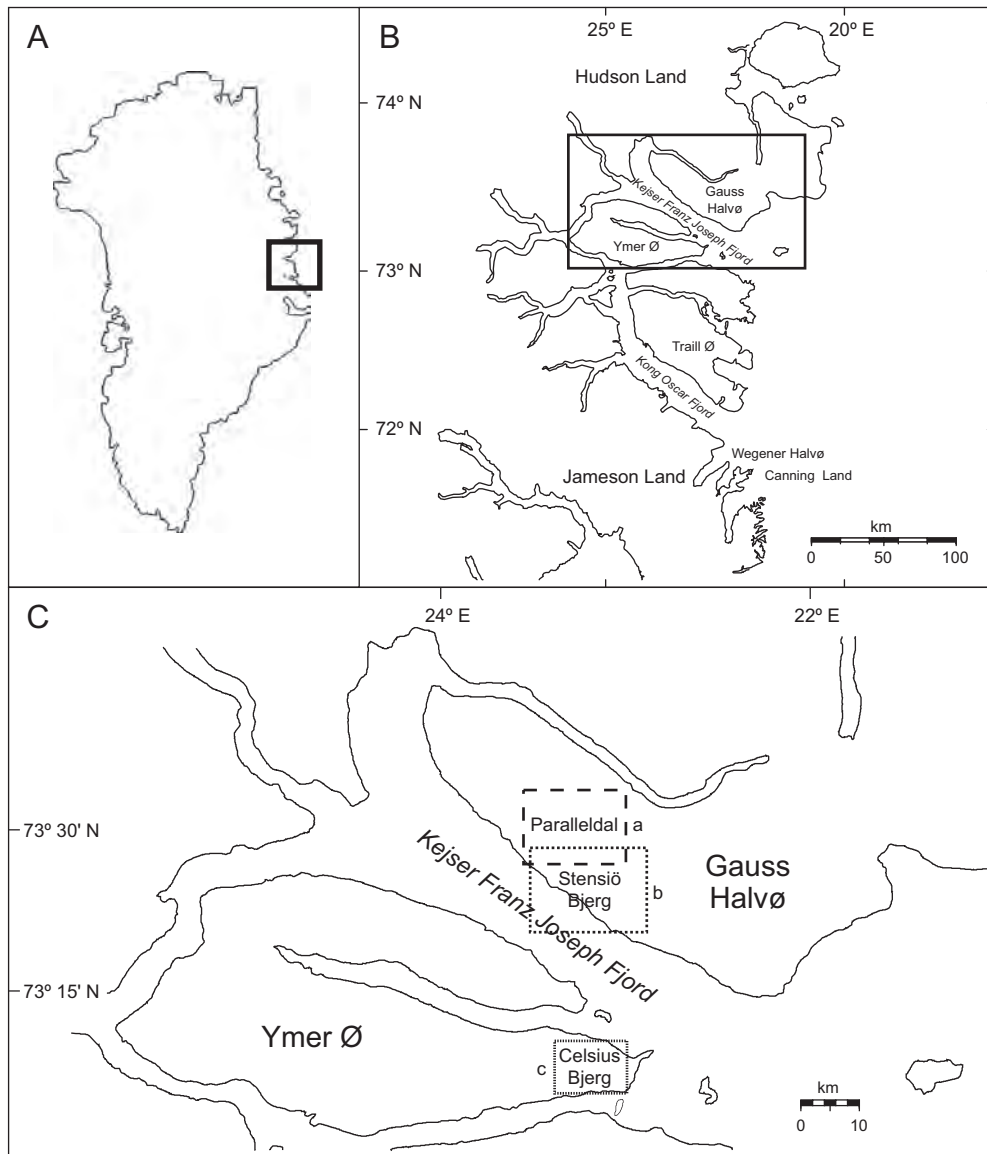 A
B
25º E
20º E
Hudson Land
74º N
Gauss
Halvø
Kejser Franz Joseph Fjord
Ymer Ø
73º N
Traill Ø
Kong Oscar Fjord
72º N
Wegener Halvø
Jameson Land
Canning Land
km
0 50 100
C
24º E
22º E
73º 30' N
Paralleldal
a
Kejser Franz Joseph Fjord
Stensiö
Bjerg
b
Gauss
Halvø
73º 15' N
Ymer Ø
Celsius
Bjerg
c
km
0 10